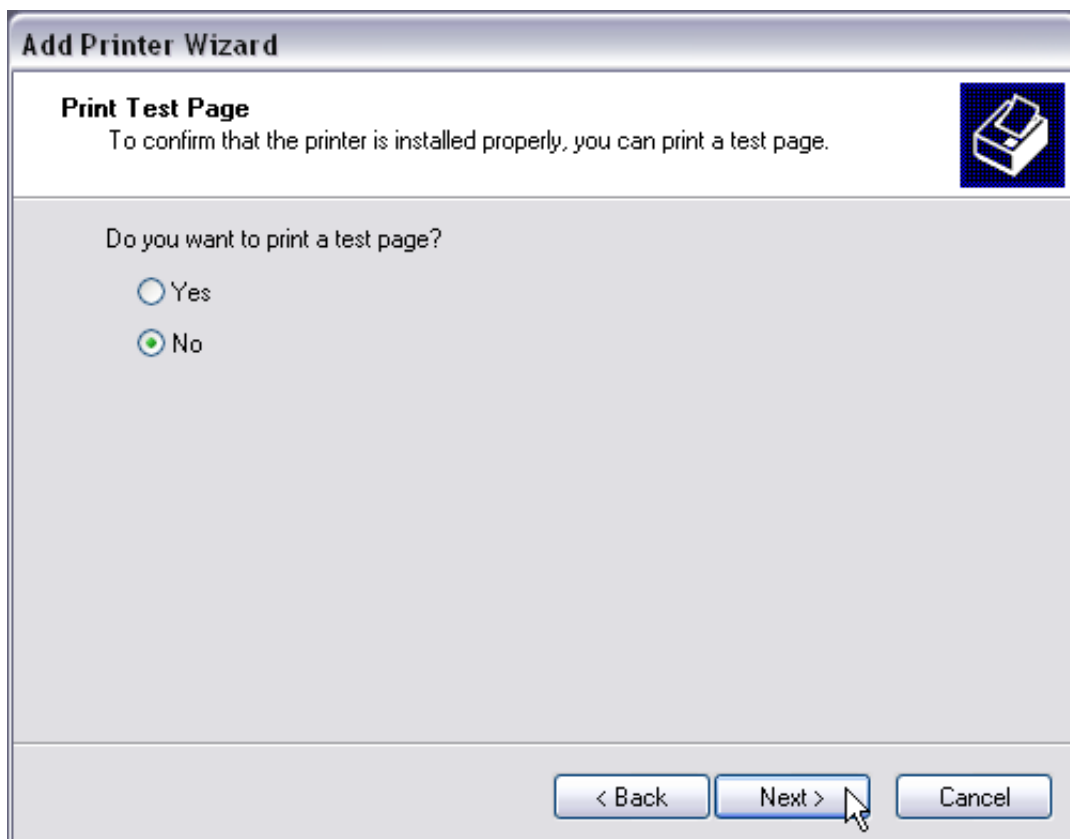 Add Printer Wizard
Print Test Page
To confirm that the printer is installed properly, you can print a test page.
Do you want to print a test page?
Yes
No
< Back
Next >
Cancel